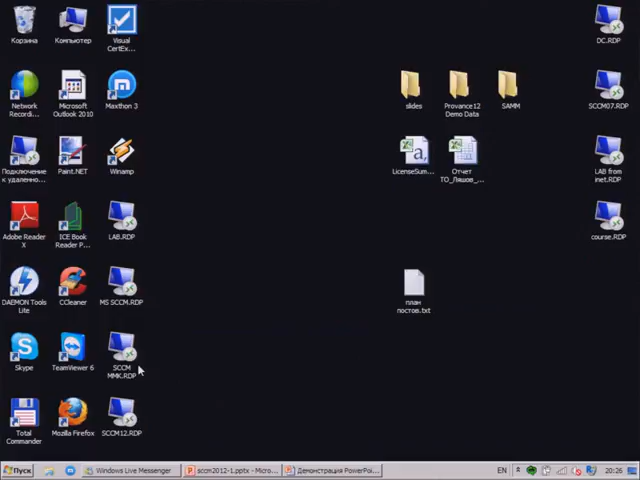 Корзина
Компьютер
Visual
CertEx...
DC.RDP
Network
Recordi...
Microsoft
Outlook 2010
Maxthon 3
slides
Provance12
Demo Data
SAMM
SCCM07.RDP
Подключение
к удаленно...
Paint.NET
Winamp
LicenseSum...
Отчет
ТО_Ляшов_...
LAB from
inet.RDP
Adobe Reader
X
ICE Book
Reader P...
LAB.RDP
course.RDP
DAEMON Tools
Lite
CCleaner
MS SCCM.RDP
план
постов.txt
Skype
TeamViewer 6
SCCM
MMK.RDP
Total
Commander
Mozilla Firefox
SCCM12.RDP
Пуск
Windows Live Messenger
sccm2012-1.pptx - Micro...
Демонстрация PowerPoi...
EN
20:26